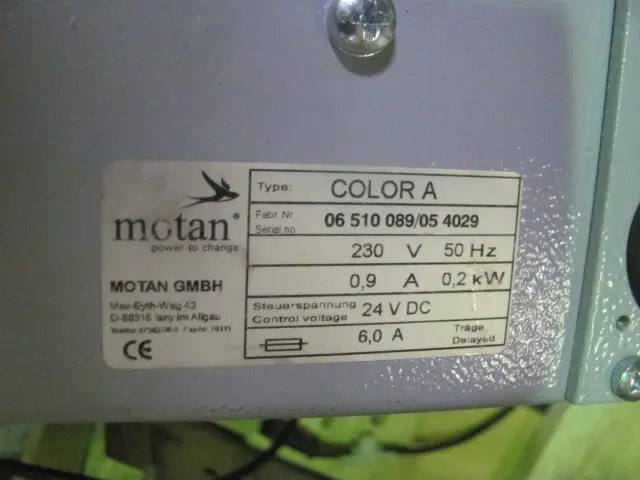 motan®
power to change
MOTAN GMBH
Max-Eyth-Weg 42
D-88316 Isny im Allgäu
CE
Type: COLOR A
Fabr Nr
Serial no 06 510 089/05 4029
230 V 50 Hz
0,9 A 0,2 kW
Steuerspannung
Control voltage 24 V DC
6,0 A Träge
Delayed